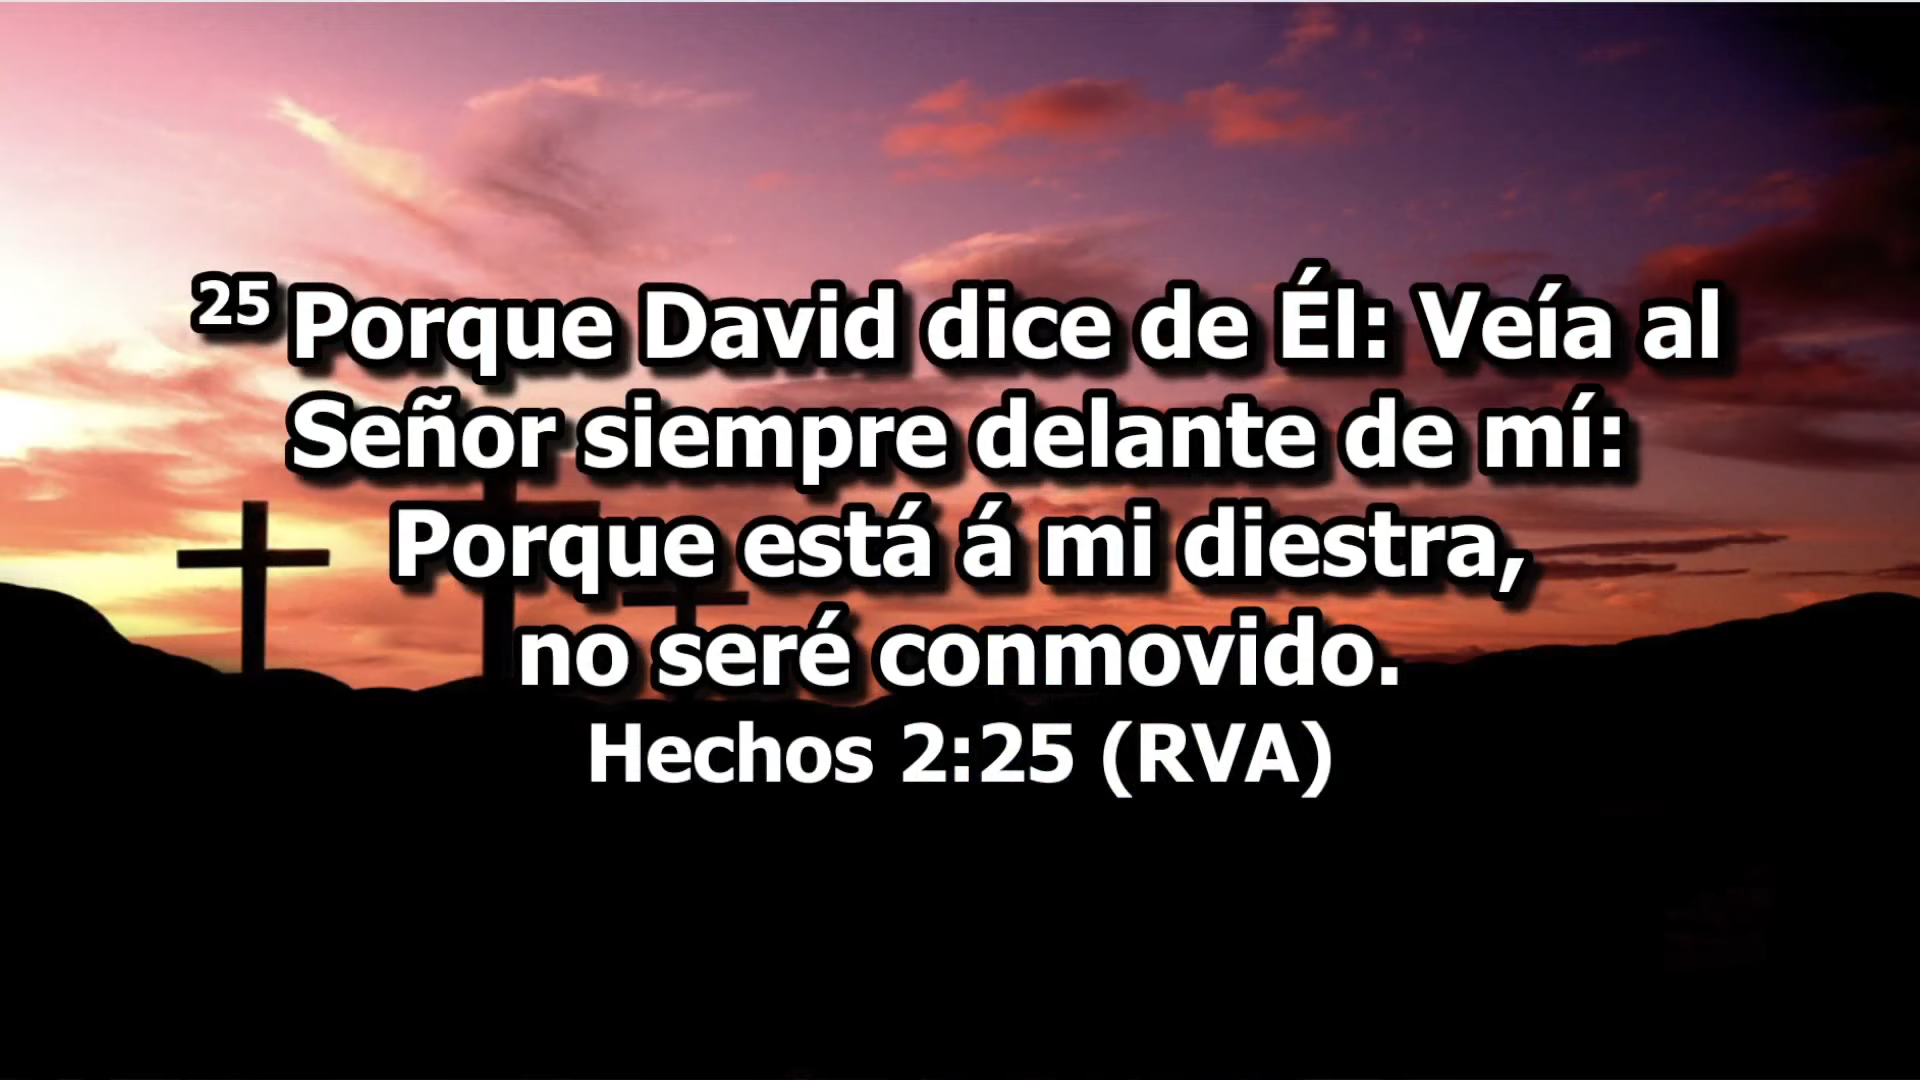 25 Porque David dice de Él: Veía al
Señor siempre delante de mí:
Porque está á mi diestra,
no seré conmovido.
Hechos 2:25 (RVA)